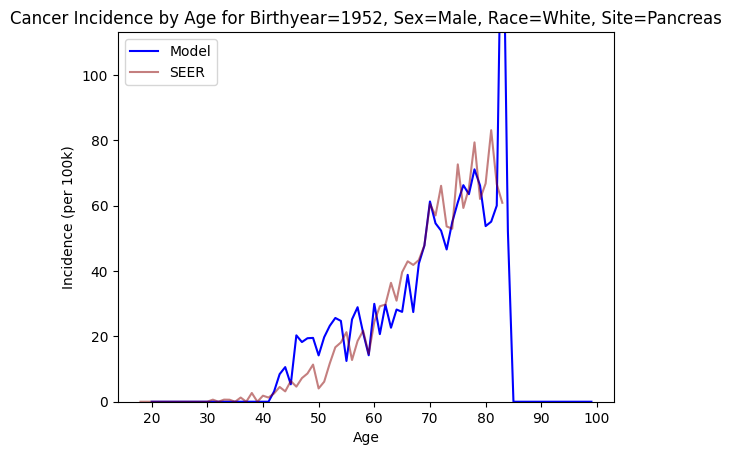 Cancer Incidence by Age for Birthyear=1952, Sex=Male, Race=White, Site=Pancreas
Model
SEER
100
80
60
40
20
0
Incidence (per 100k)
20 30 40 50 60 70 80 90 100
Age